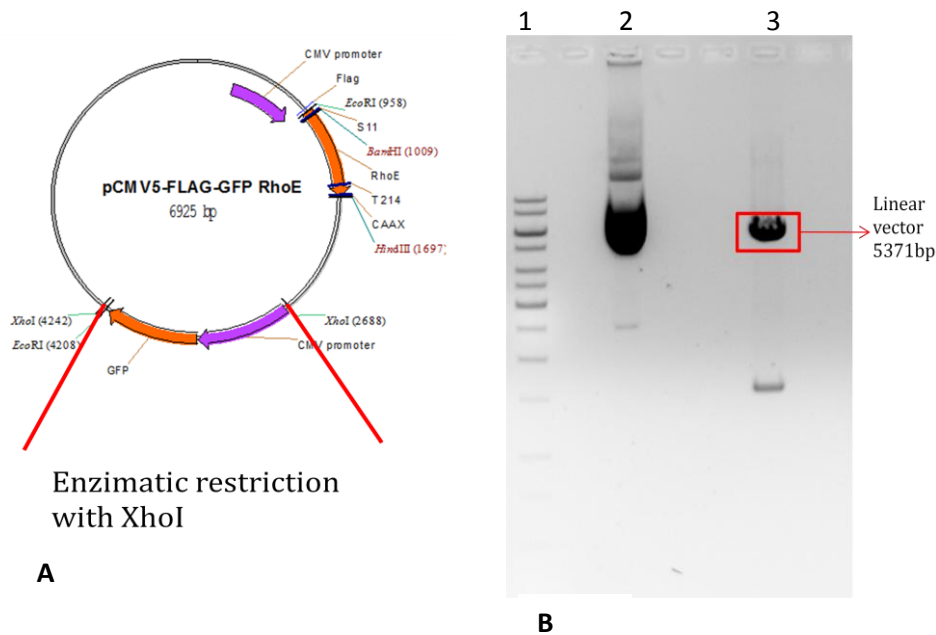 CMV promoter
Flag
EcoRI (958)
S11
BamHI (1009)
RhoE
pCMV5-FLAG-GFP RhoE
6925 bp
T214
CAAX
HindIII (1697)
XhoI (4242)
XhoI (2688)
EcoRI (4208)
CMV promoter
GFP
Enzimatic restriction
with XhoI
A
1 2 3
Linear
vector
5371bp
B